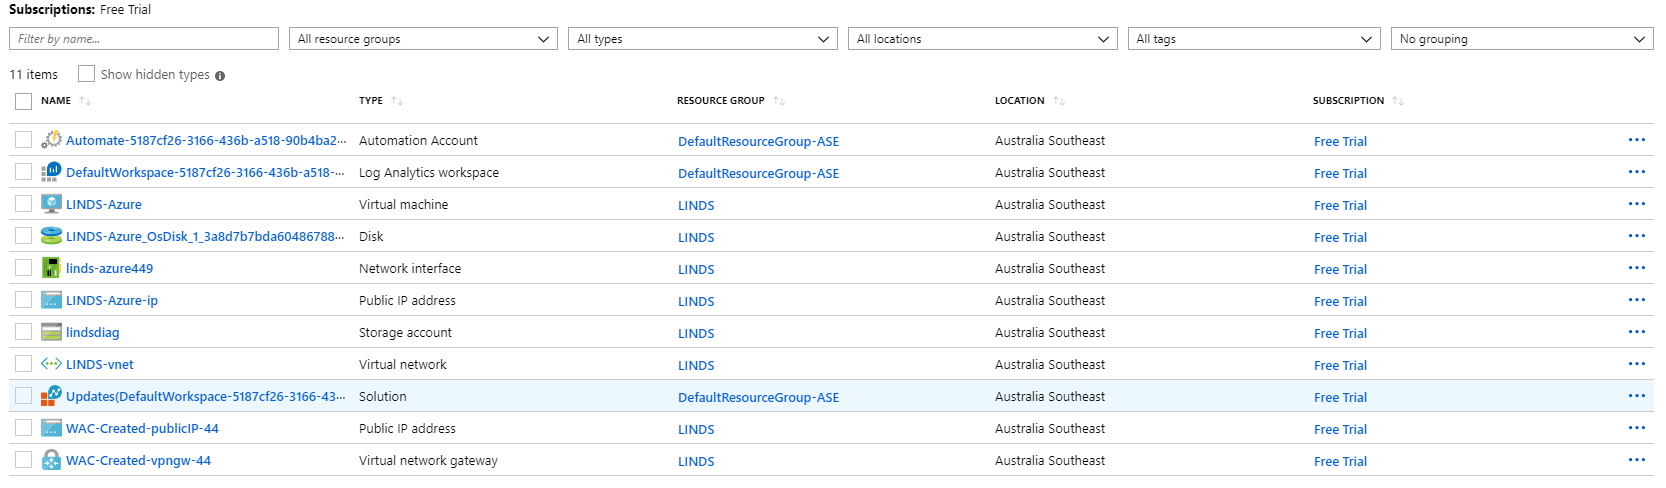 Subscriptions: Free Trial
Filter by name... All resource groups All types All locations All tags No grouping
11 items Show hidden types
NAME TYPE RESOURCE GROUP LOCATION SUBSCRIPTION
Automate-5187cf26-3166-436b-a518-90b4ba2... Automation Account DefaultResourceGroup-ASE Australia Southeast Free Trial
DefaultWorkspace-5187cf26-3166-436b-a518-... Log Analytics workspace DefaultResourceGroup-ASE Australia Southeast Free Trial
LINDS-Azure Virtual machine LINDS Australia Southeast Free Trial
LINDS-Azure_OsDisk_1_3a8d7b7bda60486788... Disk LINDS Australia Southeast Free Trial
linds-azure449 Network interface LINDS Australia Southeast Free Trial
LINDS-Azure-ip Public IP address LINDS Australia Southeast Free Trial
lindsdiag Storage account LINDS Australia Southeast Free Trial
LINDS-vnet Virtual network LINDS Australia Southeast Free Trial
Updates(DefaultWorkspace-5187cf26-3166-43... Solution DefaultResourceGroup-ASE Australia Southeast Free Trial
WAC-Created-publicIP-44 Public IP address LINDS Australia Southeast Free Trial
WAC-Created-vpngw-44 Virtual network gateway LINDS Australia Southeast Free Trial